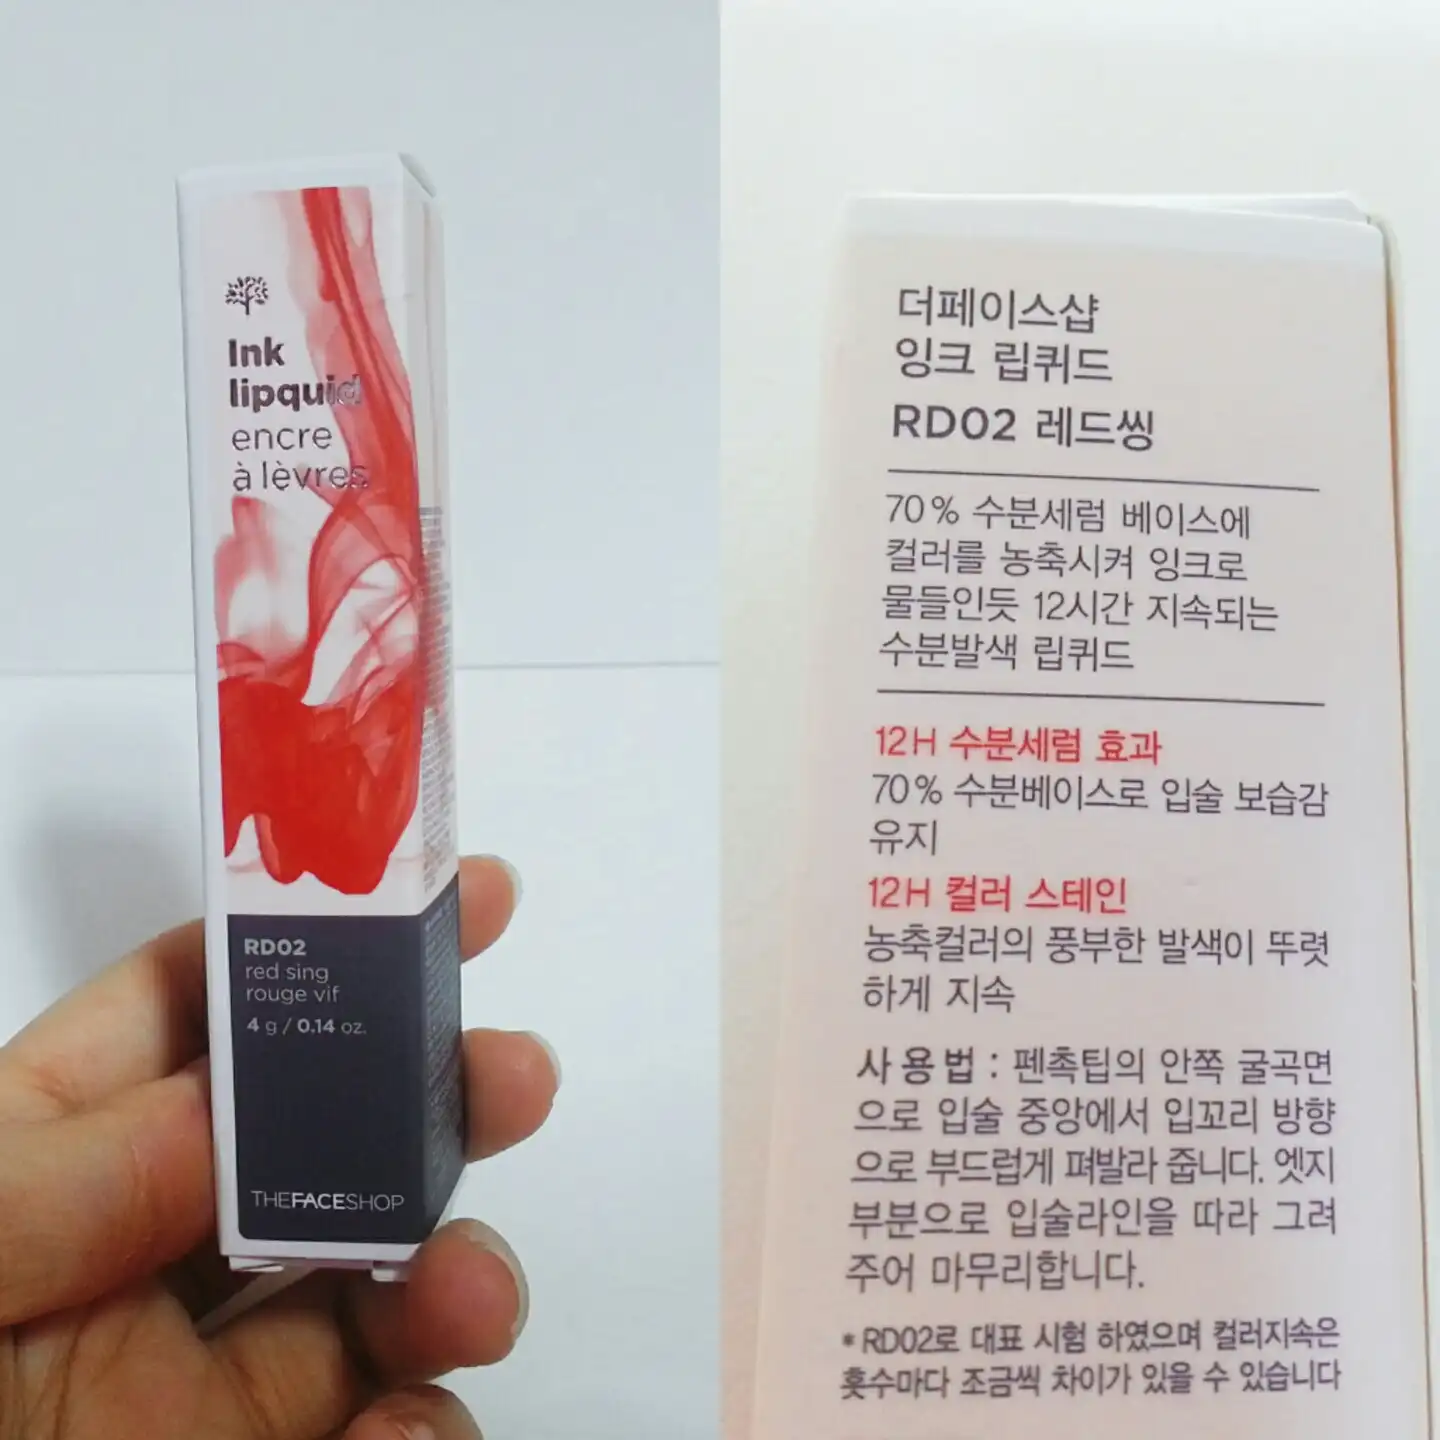 Ink
lipquid
encre
à lèvres
RD02
red sing
rouge vif
4 g / 0.14 oz.
THEFACESHOP
더페이스샵
잉크 립퀴드
RD02 레드씽
70% 수분세럼 베이스에
컬러를 농축시켜 잉크로
물들인듯 12시간 지속되는
수분발색 립퀴드
12H 수분세럼 효과
70% 수분베이스로 입술 보습감
유지
12H 컬러 스테인
농축컬러의 풍부한 발색이 뚜렷
하게 지속
사용법 : 펜촉팁의 안쪽 굴곡면
으로 입술 중앙에서 입꼬리 방향
으로 부드럽게 펴발라 줍니다. 엣지
부분으로 입술라인을 따라 그려
주어 마무리합니다.
* RD02로 대표 시험 하였으며 컬러지속은
홋수마다 조금씩 차이가 있을 수 있습니다